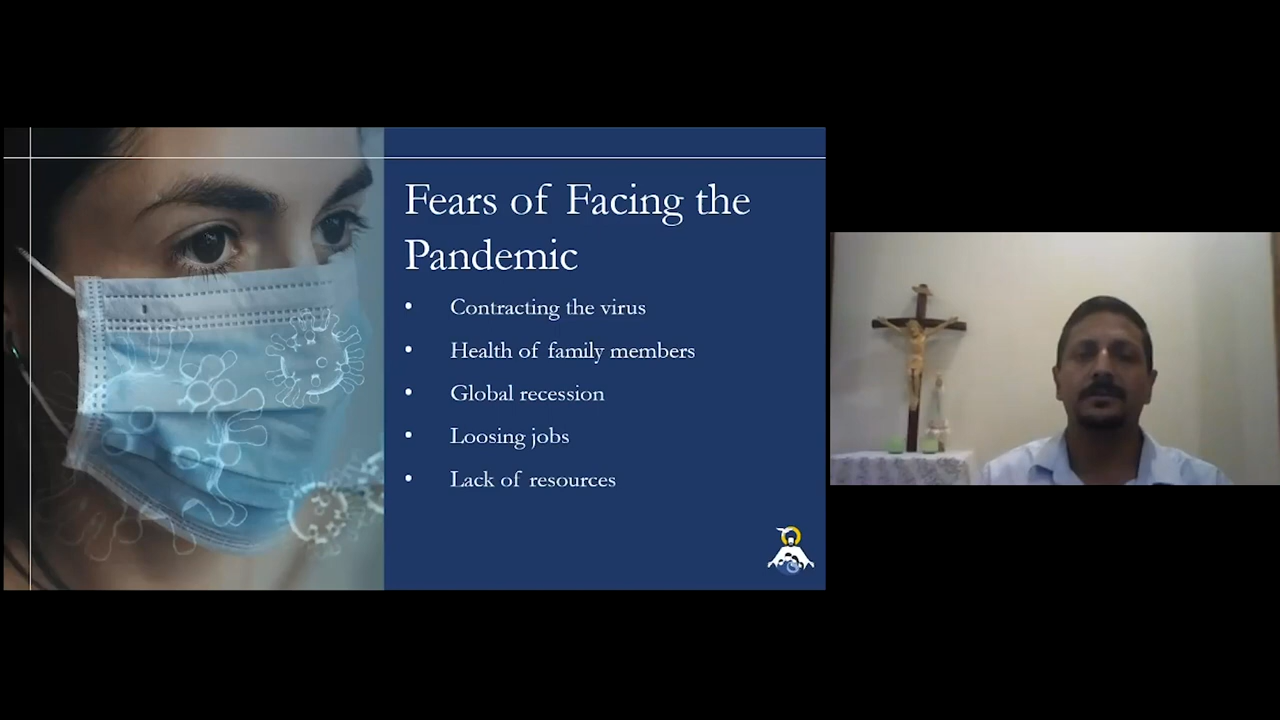 Fears of Facing the
Pandemic
• Contracting the virus
• Health of family members
• Global recession
• Loosing jobs
• Lack of resources